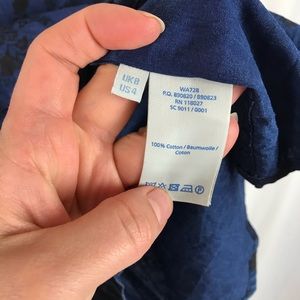 UK8
US4
WA728
P.O. 890820 / 890823
RN 118027
SC 9011 / 0001
100% Cotton / Baumwolle /
Coton